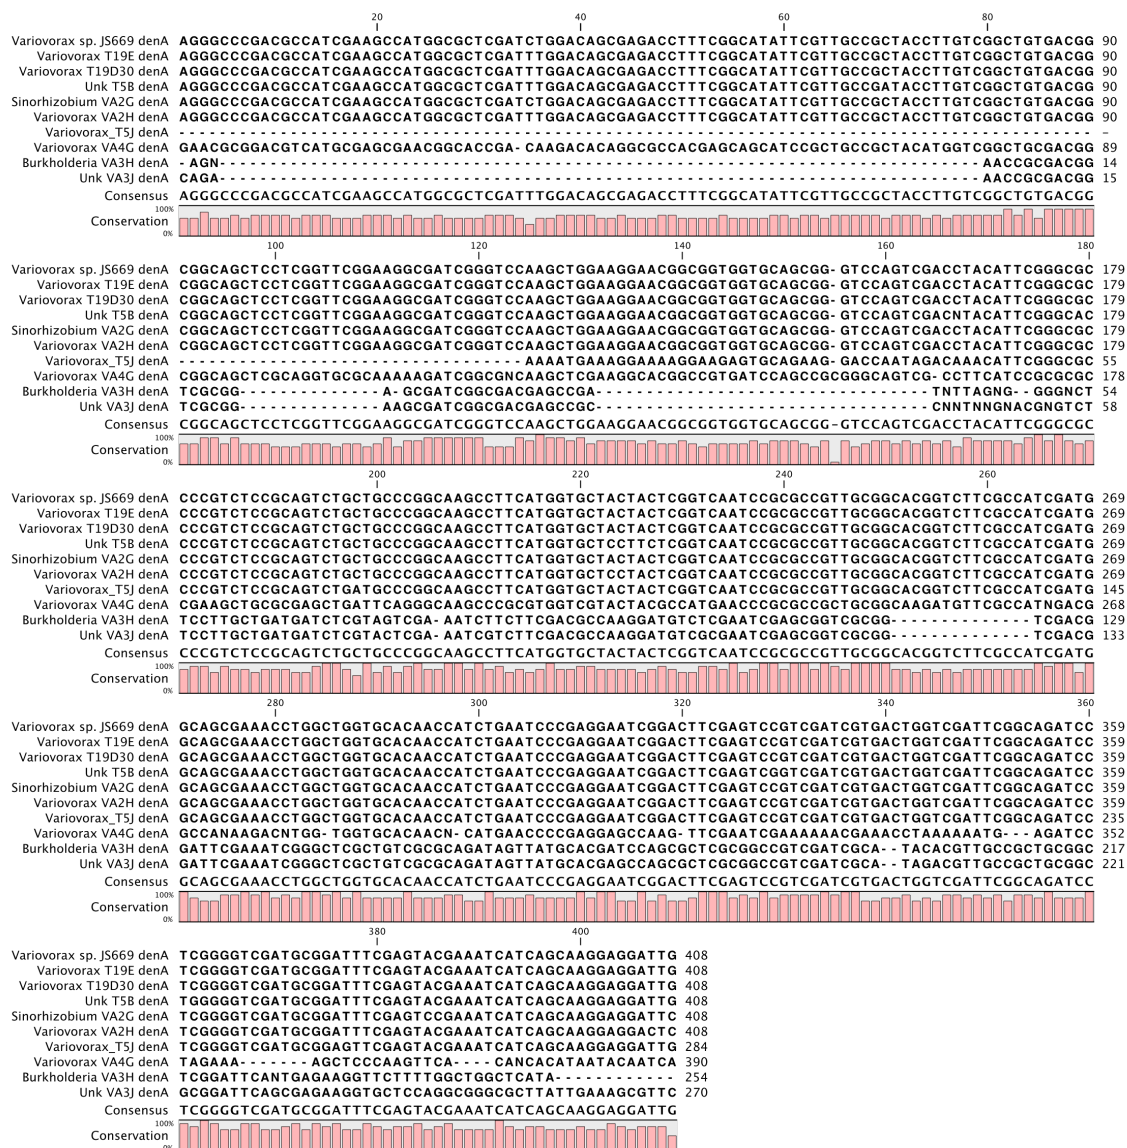 20 40 60 80
Variovorax sp. JS669 denA AGGGCCCGACGCCATCGAAGCCATGGCGCTCGATCTGGACAGCGAGACCTTTCGGCATATTCGTTGCCGCTACCTTGTCGGCTGTGACGG 90
Variovorax T19E denA AGGGCCCGACGCCATCGAAGCCATGGCGCTCGATTTGGACAGCGAGACCTTTCGGCATATTCGTTGCCGCTACCTTGTCGGCTGTGACGG 90
Variovorax T19D30 denA AGGGCCCGACGCCATCGAAGCCATGGCGCTCGATTTGGACAGCGAGACCTTTCGGCATATTCGTTGCCGCTACCTTGTCGGCTGTGACGG 90
Unk T5B denA AGGGCCCGACGCCATCGAAGCCATGGCGCTCGATTTGGACAGCGAGACCTTTCGGCATATTCGTTGCCGATACCTTGTCGGCTGTGACGG 90
Sinorhizobium VA2G denA AGGGCCCGACGCCATCGAAGCCATGGCGCTCGATCTGGACAGCGAGACCTTTCGGCATATTCGTTGCCGCTACCTTGTCGGCTGTGACGG 90
Variovorax VA2H denA AGGGCCCGACGCCATCGAAGCCATGGCGCTCGATTTGGACAGCGAGACCTTTCGGCATATTCGTTGCCGCTACCTTGTCGGCTGTGACGG 90
Variovorax_T5J denA ------------------------------------------------------------------------------------------ –
Variovorax VA4G denA GAACGCGGACGTCATGCGAGCGAACGGCACCGA-CAAGACACAGGCGCCACGAGCAGCATCCGCTGCCGCTACATGGTCGGCTGCGACGG 89
Burkholderia VA3H denA -AGN---------------------------------------------------------------------------AACCGCGACGG 14
Unk VA3J denA CAGA---------------------------------------------------------------------------AACCGCGACGG 15
Consensus AGGGCCCGACGCCATCGAAGCCATGGCGCTCGATTTGGACAGCGAGACCTTTCGGCATATTCGTTGCCGCTACCTTGTCGGCTGTGACGG
100%
Conservation
0%
100 120 140 160 180
Variovorax sp. JS669 denA CGGCAGCTCCTCGGTTCGGAAGGCGATCGGGTCCAAGCTGGAAGGAACGGCGGTGGTGCAGCGG-GTCCAGTCGACCTACATTCGGGCGC 179
Variovorax T19E denA CGGCAGCTCCTCGGTTCGGAAGGCGATCGGGTCCAAGCTGGAAGGAACGGCGGTGGTGCAGCGG-GTCCAGTCGACCTACATTCGGGCGC 179
Variovorax T19D30 denA CGGCAGCTCCTCGGTTCGGAAGGCGATCGGGTCCAAGCTGGAAGGAACGGCGGTGGTGCAGCGG-GTCCAGTCGACCTACATTCGGGCGC 179
Unk T5B denA CGGCAGCTCCTCGGTTCGGAAGGCGATCGGGTCCAAGCTGGAAGGAACGGCGGTGGTGCAGCGG-GTCCAGTCGACNTACATTCGGGCAC 179
Sinorhizobium VA2G denA CGGCAGCTCCTCGGTTCGGAAGGCGATCGGGTCCAAGCTGGAAGGAACGGCGGTGGTGCAGCGG-GTCCAGTCGACCTACATTCGGGCGC 179
Variovorax VA2H denA CGGCAGCTCCTCGGTTCGGAAGGCGATCGGGTCCAAGCTGGAAGGAACGGCGGTGGTGCAGCGG-GTCCAGTCGACCTACATTCGGGCGC 179
Variovorax_T5J denA ----------------------------------AAAATGAAAGGAAAAGGAAGAGTGCAGAAG-GACCAATAGACAAACATTCGGGCGC 55
Variovorax VA4G denA CGGCAGCTCGCAGGTGCGCAAAAAGATCGGCGNCAAGCTCGAAGGCACGGCCGTGATCCAGCCGCGGGCAGTCG-CCTTCATCCGCGCGC 178
Burkholderia VA3H denA TCGCGG--------------A-GCGATCGGCGACGAGCCGA---------------------------------TNTTAGNG--GGGNCT 54
Unk VA3J denA TCGCGG--------------AAGCGATCGGCGACGAGCCGC---------------------------------CNNTNNGNACGNGTCT 58
Consensus CGGCAGCTCCTCGGTTCGGAAGGCGATCGGGTCCAAGCTGGAAGGAACGGCGGTGGTGCAGCGG-GTCCAGTCGACCTACATTCGGGCGC
100%
Conservation
0%
200 220 240 260
Variovorax sp. JS669 denA CCCGTCTCCGCAGTCTGCTGCCCGGCAAGCCTTCATGGTGCTACTACTCGGTCAATCCGCGCCGTTGCGGCACGGTCTTCGCCATCGATG 269
Variovorax T19E denA CCCGTCTCCGCAGTCTGCTGCCCGGCAAGCCTTCATGGTGCTACTACTCGGTCAATCCGCGCCGTTGCGGCACGGTCTTCGCCATCGATG 269
Variovorax T19D30 denA CCCGTCTCCGCAGTCTGCTGCCCGGCAAGCCTTCATGGTGCTACTACTCGGTCAATCCGCGCCGTTGCGGCACGGTCTTCGCCATCGATG 269
Unk T5B denA CCCGTCTCCGCAGTCTGCTGCCCGGCAAGCCTTCATGGTGCTCCTTCTCGGTCAATCCGCGCCGTTGCGGCACGGTCTTCGCCATCGATG 269
Sinorhizobium VA2G denA CCCGTCTCCGCAGTCTGCTGCCCGGCAAGCCTTCATGGTGCTACTACTCGGTCAATCCGCGCCGTTGCGGCACGGTCTTCGCCATCGATG 269
Variovorax VA2H denA CCCGTCTCCGCAGTCTGCTGCCCGGCAAGCCTTCATGGTGCTCCTACTCGGTCAATCCGCGCCGTTGCGGCACGGTCTTCGCCATCGATG 269
Variovorax_T5J denA CCCGTCTCCGCAGTCTGATGCCCGGCAAGCCTTCATGGTGCTACTACTCGGTCAATCCGCGCCGTTGCGGCACGGTCTTCGCCATCGATG 145
Variovorax VA4G denA CGAAGCTGCGCGAGCTGATTCAGGGCAAGCCCGCGTGGTCGTACTACGCCATGAACCCGCGCCGCTGCGGCAAGATGTTCGCCATNGACG 268
Burkholderia VA3H denA TCCTTGCTGATGATCTCGTAGTCGA-AATCTTCTTCGACGCCAAGGATGTCTCGAATCGAGCGGTCGCGG--------------TCGACG 129
Unk VA3J denA TCCTTGCTGATGATCTCGTACTCGA-AATCGTCTTCGACGCCAAGGATGTCGCGAATCGAGCGGTCGCGG--------------TCGACG 133
Consensus CCCGTCTCCGCAGTCTGCTGCCCGGCAAGCCTTCATGGTGCTACTACTCGGTCAATCCGCGCCGTTGCGGCACGGTCTTCGCCATCGATG
100%
Conservation
0%
280 300 320 340 360
Variovorax sp. JS669 denA GCAGCGAAACCTGGCTGGTGCACAACCATCTGAATCCCGAGGAATCGGACTTCGAGTCCGTCGATCGTGACTGGTCGATTCGGCAGATCC 359
Variovorax T19E denA GCAGCGAAACCTGGCTGGTGCACAACCATCTGAATCCCGAGGAATCGGACTTCGAGTCCGTCGATCGTGACTGGTCGATTCGGCAGATCC 359
Variovorax T19D30 denA GCAGCGAAACCTGGCTGGTGCACAACCATCTGAATCCCGAGGAATCGGACTTCGAGTCCGTCGATCGTGACTGGTCGATTCGGCAGATCC 359
Unk T5B denA GCAGCGAAACCTGGCTGGTGCACAACCATCTGAATCCCGAGGAATCGGACTTCGAGTCGGTCGATCGTGACTGGTCGATTCGGCAGATCC 359
Sinorhizobium VA2G denA GCAGCGAAACCTGGCTGGTGCACAACCATCTGAATCCCGAGGAATCGGACTTCGAGTCCGTCGATCGTGACTGGTCGATTCGGCAGATCC 359
Variovorax VA2H denA GCAGCGAAACCTGGCTGGTGCACAACCATCTGAATCCCGAGGAATCGGACTTCGAGTCCGTCGATCGTGACTGGTCGATTCGGCAGATCC 359
Variovorax_T5J denA GCAGCGAAACCTGGCTGGTGCACAACCATCTGAATCCCGAGGAATCGGACTTCGAGTCCGTCGATCGTGACTGGTCGATTCGGCAGATCC 235
Variovorax VA4G denA GCCANAAGACNTGG-TGGTGCACAACN-CATGAACCCCGAGGAGCCAAG-TTCGAATCGAAAAAACGAAACCTAAAAAATG---AGATCC 352
Burkholderia VA3H denA GATTCGAAATCGGGCTCGCTGTCGCGCAGATAGTTATGCACGATCCAGCGCTCGCGGCCGTCGATCGCA--TACACGTTGCCGCTGCGGC 217
Unk VA3J denA GATTCGAAATCGGGCTCGCTGTCGCGCAGATAGTTATGCACGAGCCAGCGCTCGCGGCCGTCGATCGCA--TAGACGTTGCCGCTGCGGC 221
Consensus GCAGCGAAACCTGGCTGGTGCACAACCATCTGAATCCCGAGGAATCGGACTTCGAGTCCGTCGATCGTGACTGGTCGATTCGGCAGATCC
100%
Conservation
0%
380 400
Variovorax sp. JS669 denA TCGGGGTCGATGCGGATTTCGAGTACGAAATCATCAGCAAGGAGGATTG 408
Variovorax T19E denA TCGGGGTCGATGCGGATTTCGAGTACGAAATCATCAGCAAGGAGGATTG 408
Variovorax T19D30 denA TCGGGGTCGATGCGGATTTCGAGTACGAAATCATCAGCAAGGAGGATTG 408
Unk T5B denA TGGGGGTCGATGCGGATTTCGAGTACGAAATCATCAGCAAGGAGGATTG 408
Sinorhizobium VA2G denA TCGGGGTCGATGCGGATTTCGAGTCCGAAATCATCAGCAAGGAGGATTC 408
Variovorax VA2H denA TCGGGGTCGATGCGGATTTCGAGTACGAAATCATCAGCAAGGAGGACTC 408
Variovorax_T5J denA TCGGGGTCGATGCGGAGTTCGAGTACGAAATCATCAGCAAGGAGGATTG 284
Variovorax VA4G denA TAGAAA-------AGCTCCCAAGTTCA----CANCACATAATACAATCA 390
Burkholderia VA3H denA TCGGATTCANTGAGAAGGTTCTTTTGGCTGGCTCATA------------ 254
Unk VA3J denA GCGGATTCAGCGAGAAGGTGCTCCAGGCGGGCGCTTATTGAAAGCGTTC 270
Consensus TCGGGGTCGATGCGGATTTCGAGTACGAAATCATCAGCAAGGAGGATTG
100%
Conservation
0%